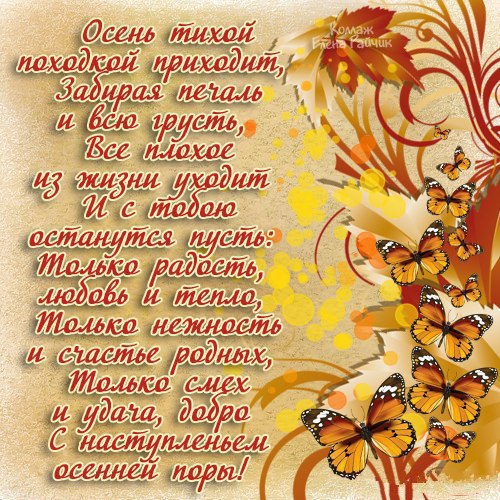 Коллаж
Елена Гайчик
Осень тихой
походкой приходит,
Забирая печаль
и всю грусть,
Все плохое
из жизни уходит
И с тобою
останутся пусть:
Только радость,
любовь и тепло,
Только нежность
и счастье родных,
Только смех
и удача, добро
С наступленьем
осенней поры!